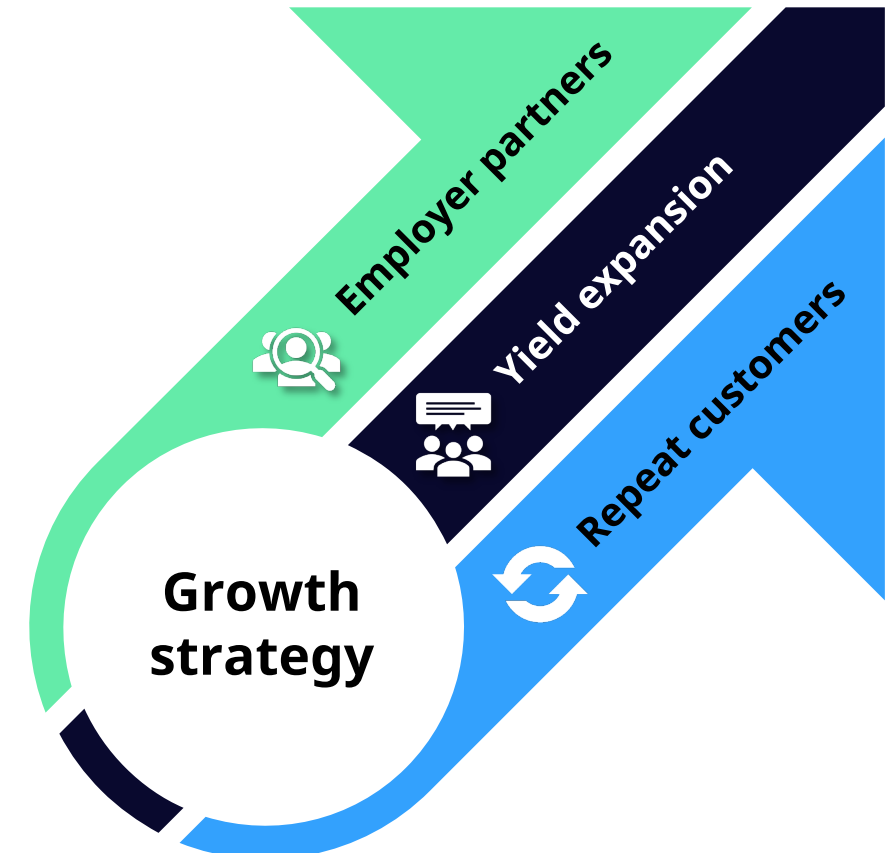 Employer partners
Yield expansion
Repeat customers
Growth
strategy